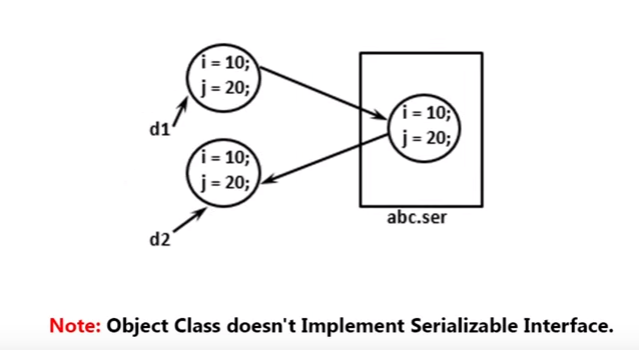 i = 10;
j = 20;
d1
i = 10;
j = 20;
d2
i = 10;
j = 20;
abc.ser
Note: Object Class doesn't Implement Serializable Interface.